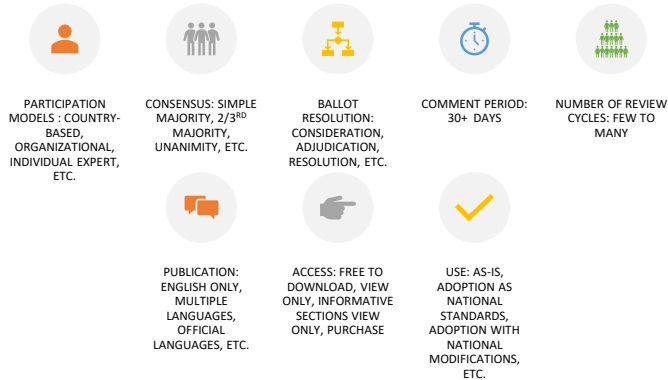 PARTICIPATION
MODELS : COUNTRY-
BASED,
ORGANIZATIONAL,
INDIVIDUAL EXPERT,
ETC.
CONSENSUS: SIMPLE
MAJORITY, 2/3RD
MAJORITY,
UNANIMITY, ETC.
BALLOT
RESOLUTION:
CONSIDERATION,
ADJUDICATION,
RESOLUTION, ETC.
COMMENT PERIOD:
30+ DAYS
NUMBER OF REVIEW
CYCLES: FEW TO
MANY
PUBLICATION:
ENGLISH ONLY,
MULTIPLE
LANGUAGES,
OFFICIAL
LANGUAGES, ETC.
ACCESS: FREE TO
DOWNLOAD, VIEW
ONLY, INFORMATIVE
SECTIONS VIEW
ONLY, PURCHASE
USE: AS-IS,
ADOPTION AS
NATIONAL
STANDARDS,
ADOPTION WITH
NATIONAL
MODIFICATIONS,
ETC.